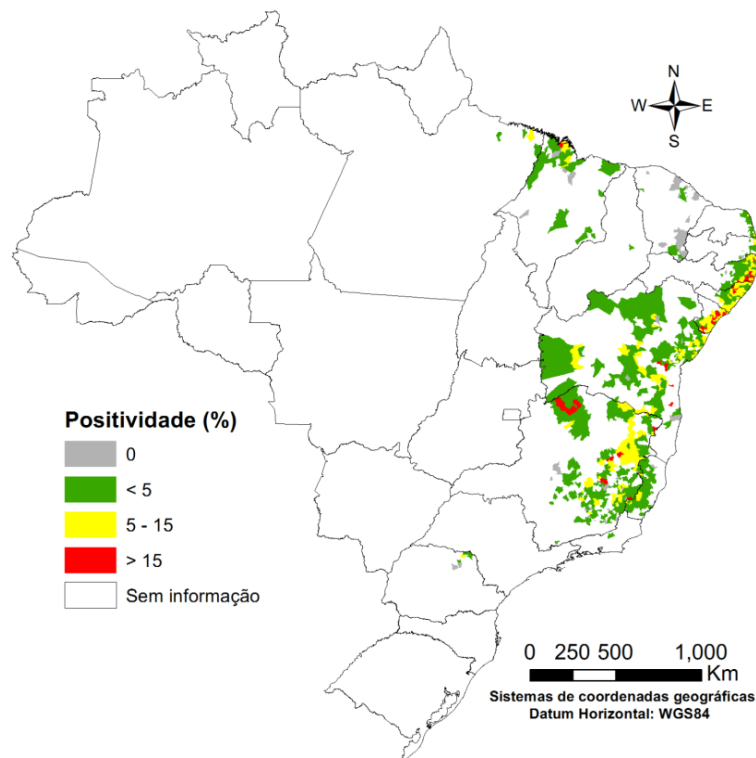 N
W E
S
Positividade (%)
0
< 5
5 - 15
> 15
Sem informação
0 250 500 1,000
Km
Sistemas de coordenadas geográficas
Datum Horizontal: WGS84